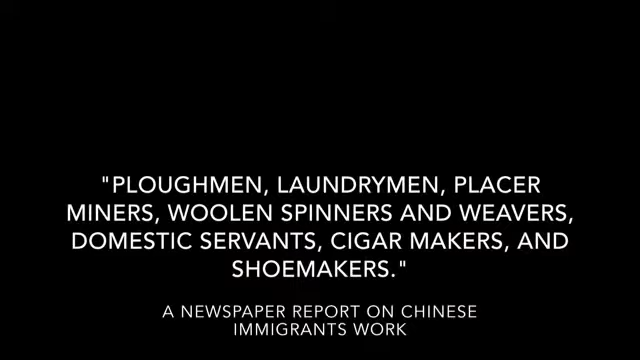 "PLOUGHMEN, LAUNDRYMEN, PLACER
MINERS, WOOLEN SPINNERS AND WEAVERS,
DOMESTIC SERVANTS, CIGAR MAKERS, AND
SHOEMAKERS."
A NEWSPAPER REPORT ON CHINESE
IMMIGRANTS WORK